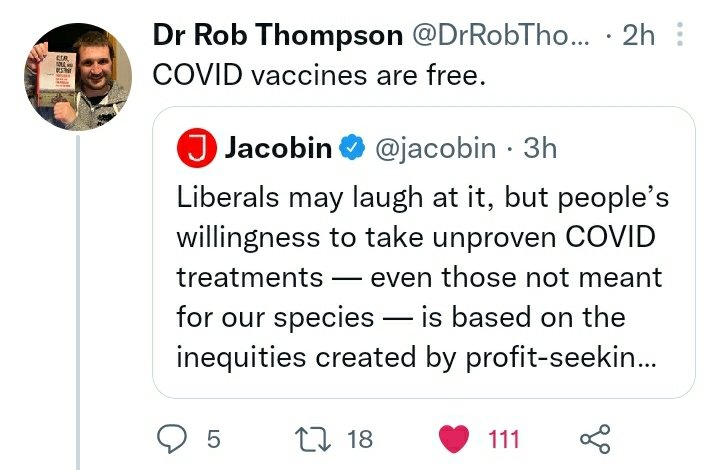 Dr Rob Thompson @DrRobTho... · 2h
COVID vaccines are free.
J Jacobin @jacobin · 3h
Liberals may laugh at it, but people’s
willingness to take unproven COVID
treatments — even those not meant
for our species — is based on the
inequities created by profit-seekin...
5 18 111